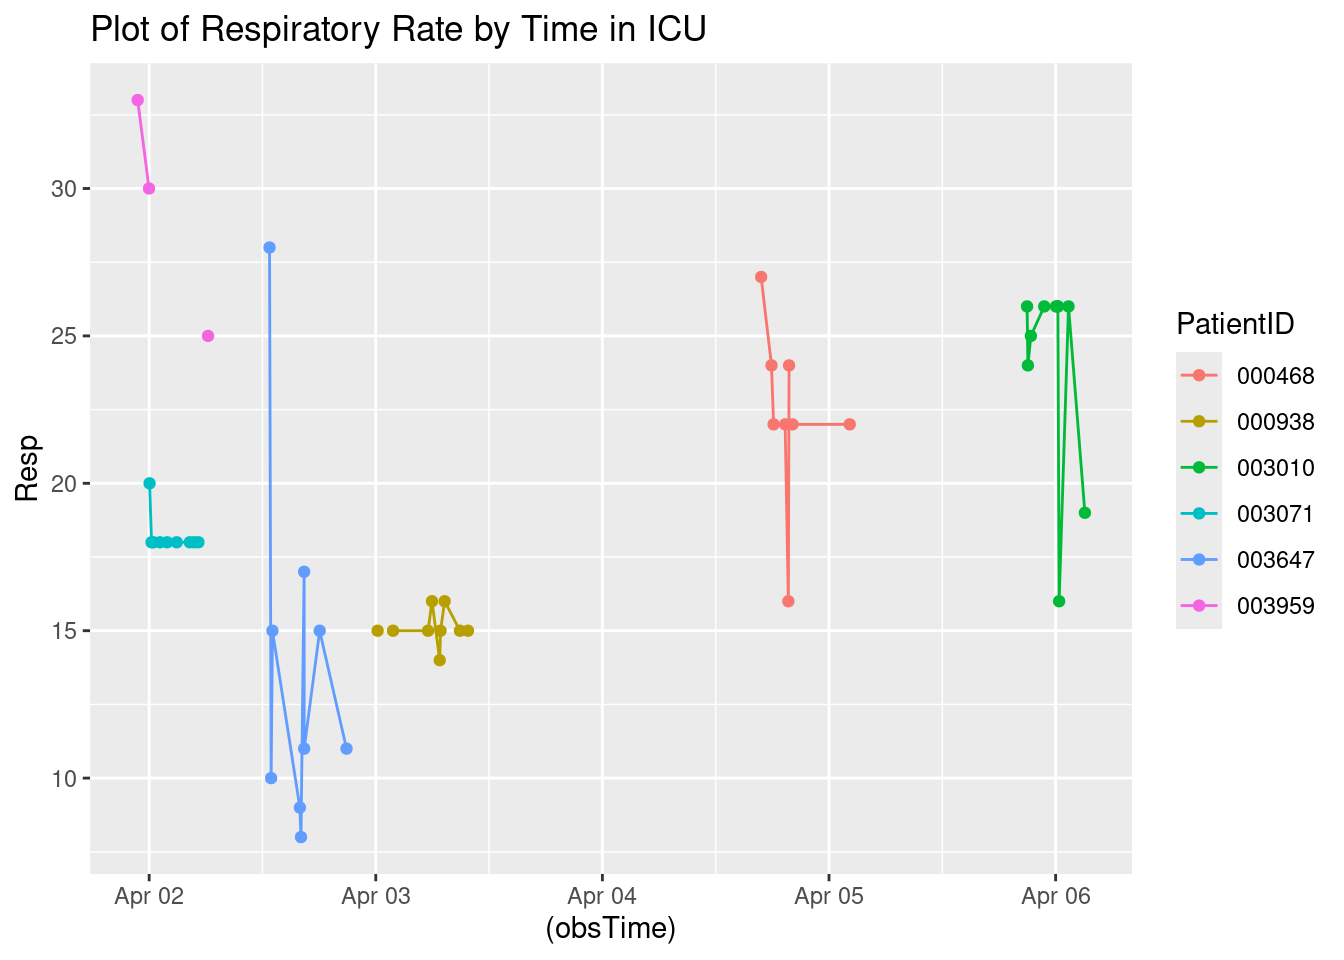 Plot of Respiratory Rate by Time in ICU
Resp
30
25
20
15
10
Apr 02
Apr 03
Apr 04
Apr 05
Apr 06
(obsTime)
PatientID
000468
000938
003010
003071
003647
003959